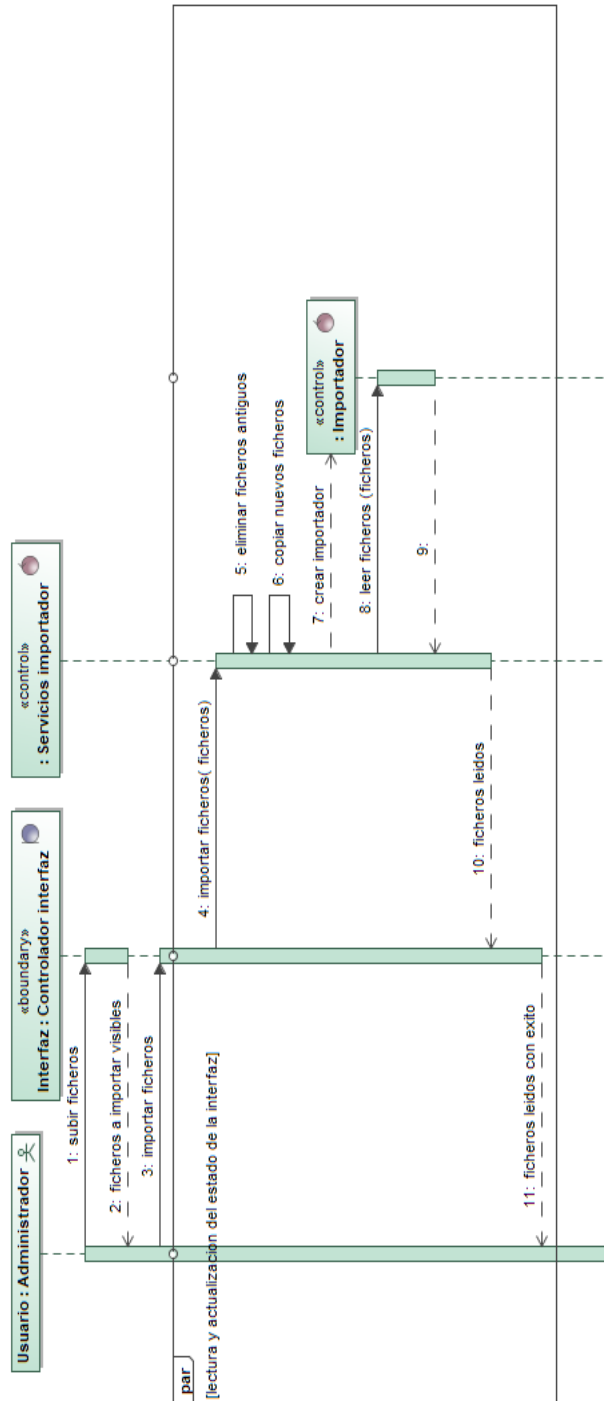 Usuario : Administrador
«boundary»
Interfaz : Controlador interfaz
«control»
: Servicios importador
1: subir ficheros
2: ficheros a importar visibles
3: importar ficheros
par
[lectura y actualizacion del estado de la interfaz]
4: importar ficheros( ficheros)
5: eliminar ficheros antiguos
6: copiar nuevos ficheros
7: crear importador
«control»
: Importador
8: leer ficheros (ficheros)
9:
10: ficheros leidos
11: ficheros leidos con exito